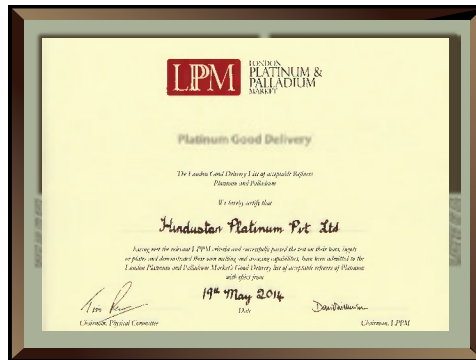 LPPM
LONDON
PLATINUM &
PALLADIUM
MARKET
Platinum Good Delivery
The London Good Delivery List of acceptable Refiners
Platinum and Palladium
We hereby certify that
Hindustan Platinum Pvt Ltd
having met the relevant LPPM criteria and successfully passed the test on their bars, ingots
or plates and demonstrated their own melting and assaying capabilities, have been admitted to the
London Platinum and Palladium Market's Good Delivery list of acceptable refiners of Platinum
with effect from
19th May 2014
Date
Chairman, Physical Committee
Chairman, LPPM